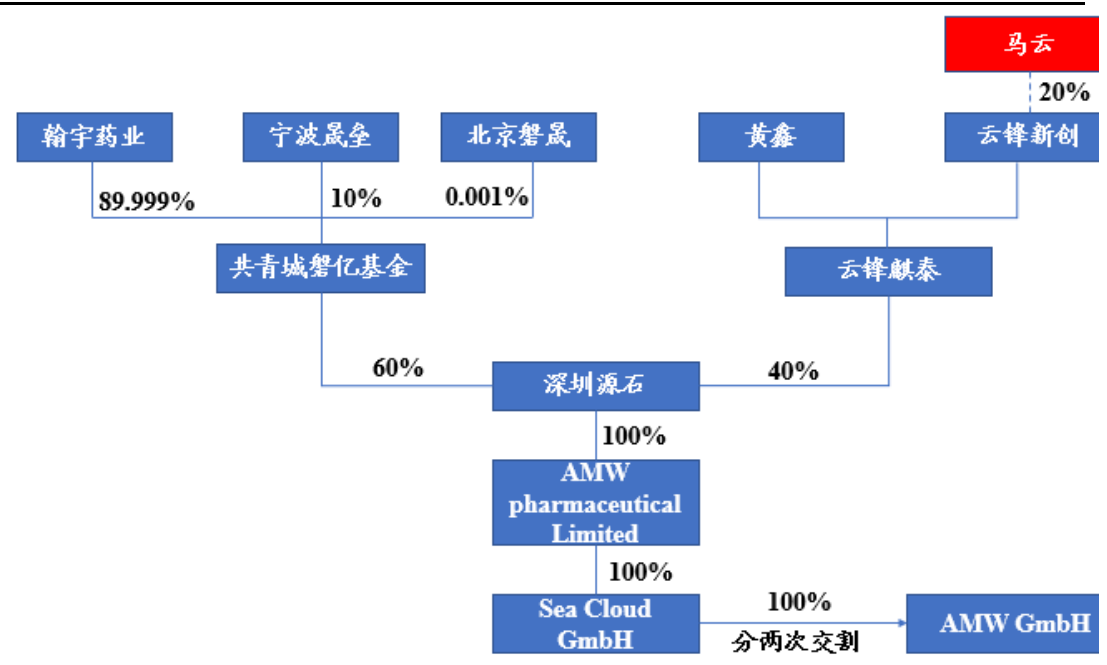 马云
20%
翰宇药业
宁波晟垒
北京磐晟
黄鑫
云锋新创
89.999%
10%
0.001%
共青城磐亿基金
云锋麒泰
60%
深圳源石
40%
100%
AMW
pharmaceutical
Limited
100%
Sea Cloud
GmbH
100%
分两次交割
AMW GmbH